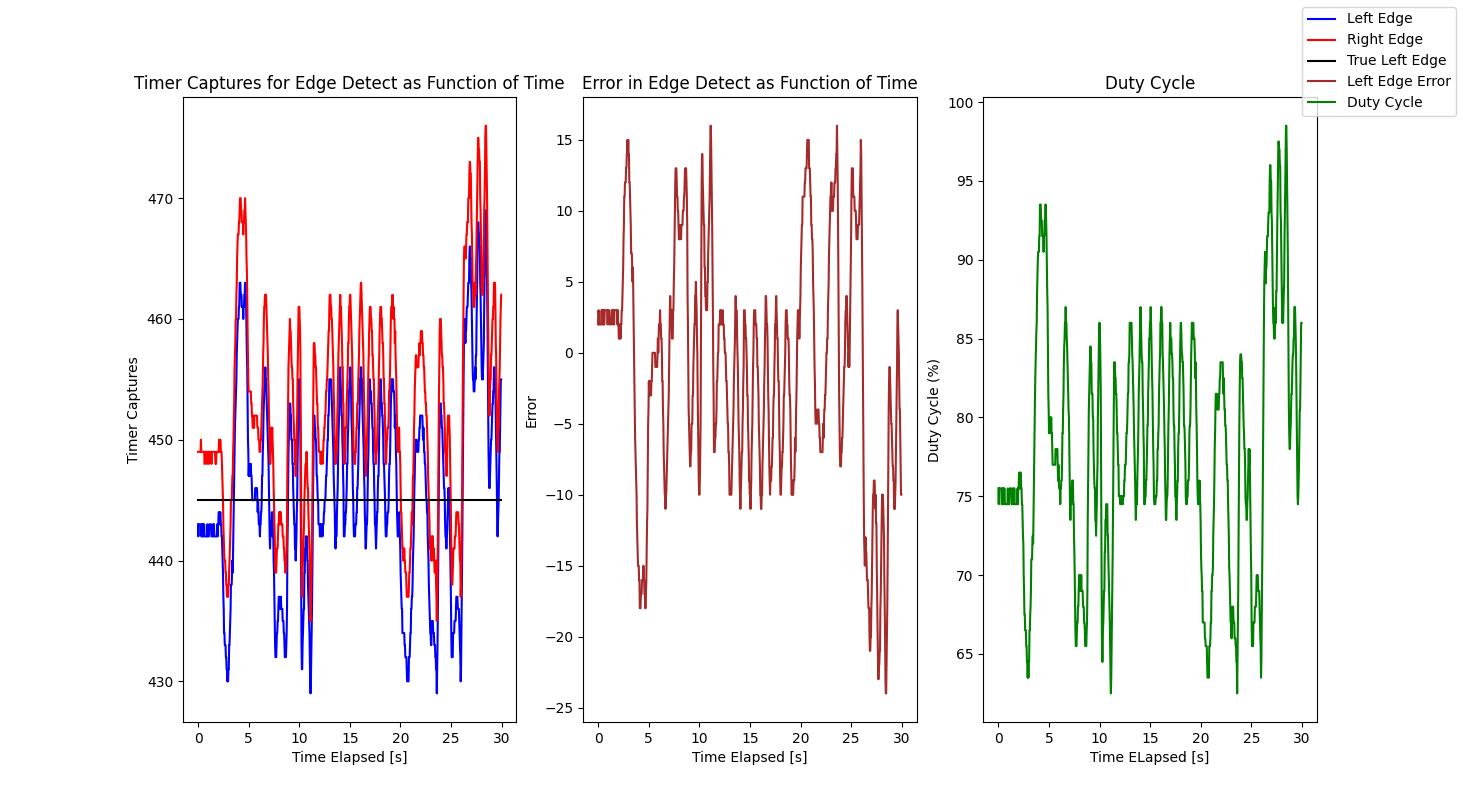 Left Edge
Right Edge
True Left Edge
Left Edge Error
Duty Cycle
Timer Captures for Edge Detect as Function of Time
470
460
450
440
430
Timer Captures
0 5 10 15 20 25 30
Time Elapsed [s]
Error in Edge Detect as Function of Time
15
10
5
0
−5
−10
−15
−20
−25
Error
0 5 10 15 20 25 30
Time Elapsed [s]
Duty Cycle
100
95
90
85
80
75
70
65
Duty Cycle (%)
0 5 10 15 20 25 30
Time ELapsed [s]